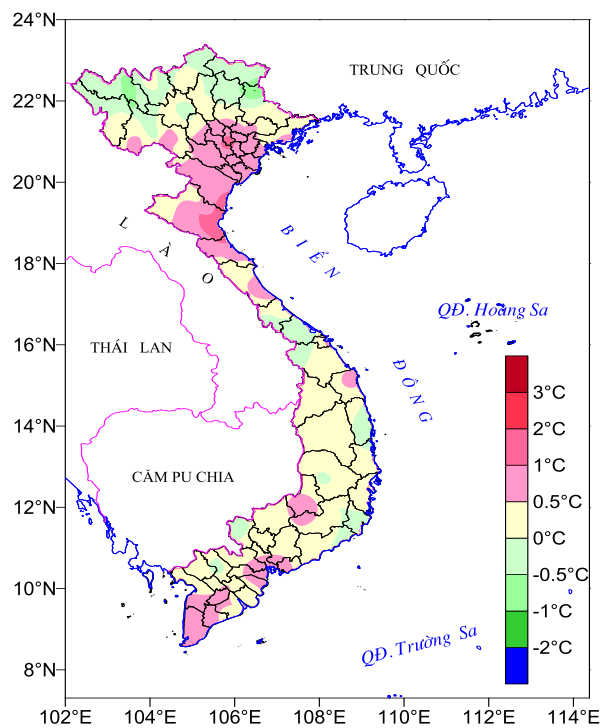 24°N
TRUNG QUỐC
22°N
20°N
LÀO
BIỂN
18°N
QĐ. Hoàng Sa
THÁI LAN
16°N
ĐÔNG
3°C
14°N
2°C
1°C
CĂM PU CHIA
0.5°C
12°N
0°C
-0.5°C
10°N
-1°C
-2°C
QĐ. Trường Sa
8°N
102°E 104°E 106°E 108°E 110°E 112°E 114°E